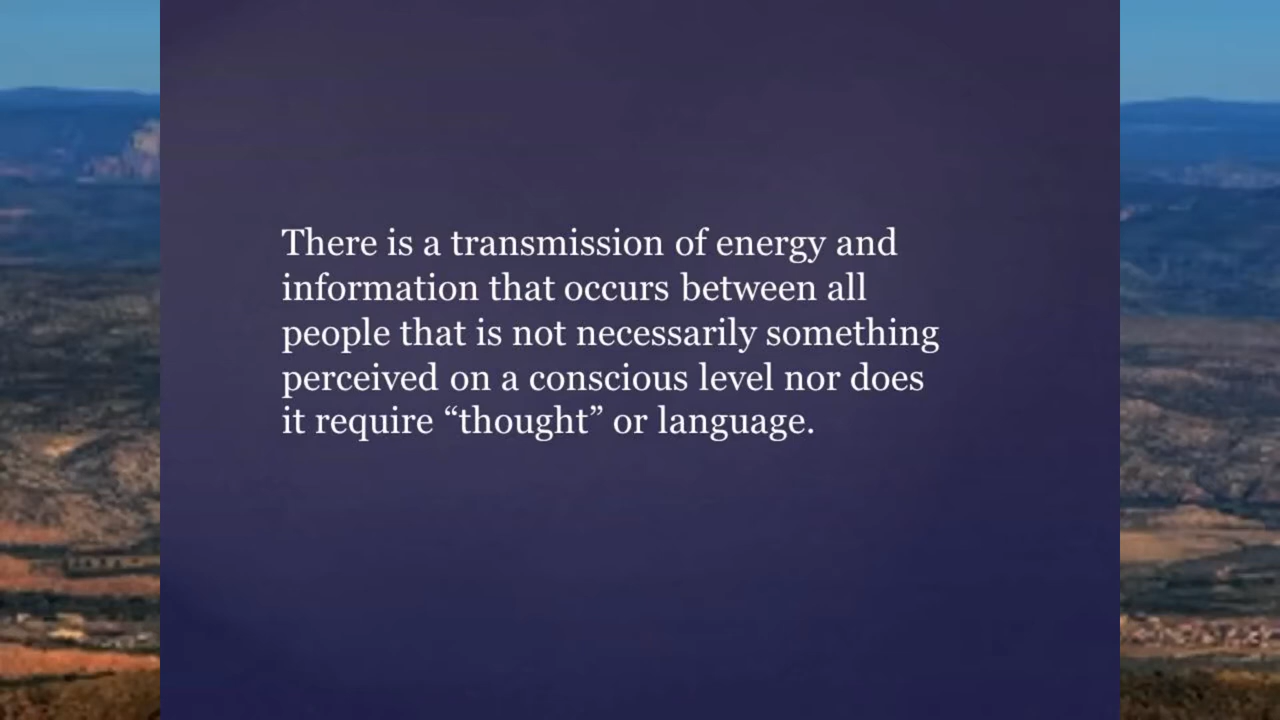 There is a transmission of energy and
information that occurs between all
people that is not necessarily something
perceived on a conscious level nor does
it require “thought” or language.